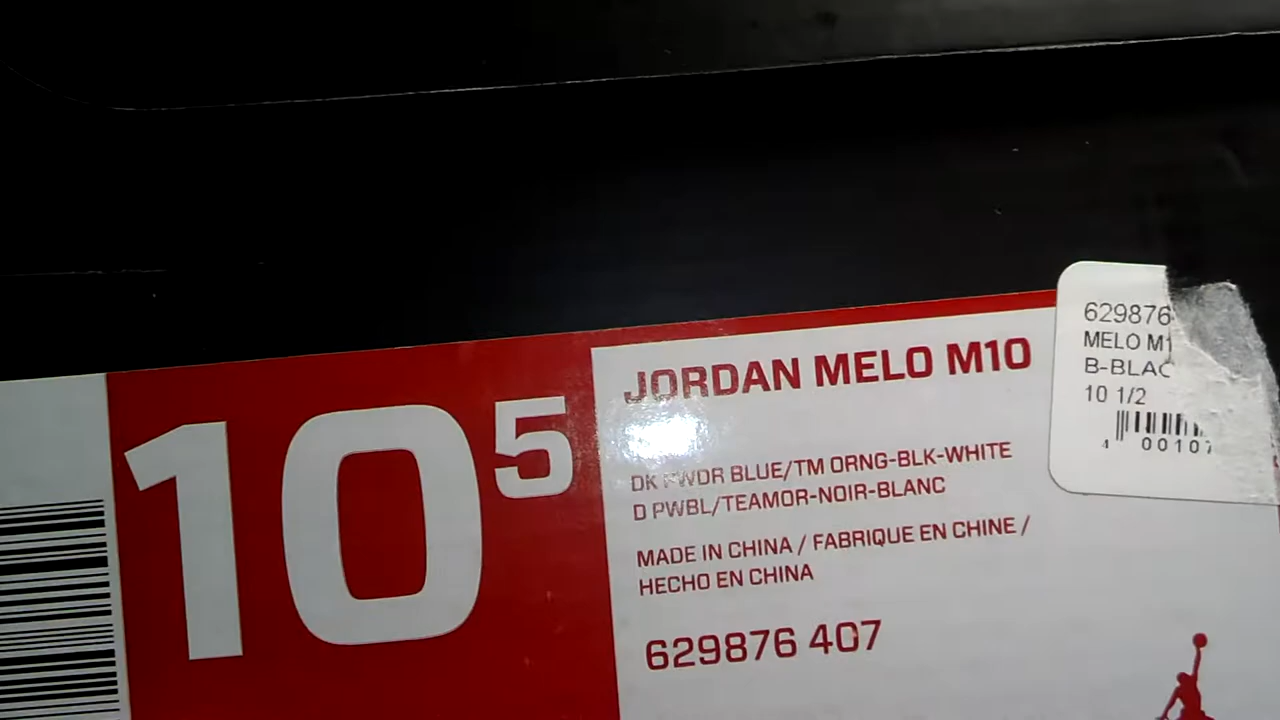 10 5
JORDAN MELO M10
DK PWDR BLUE/TM ORNG-BLK-WHITE
D PWBL/TEAMOR-NOIR-BLANC
MADE IN CHINA / FABRIQUE EN CHINE /
HECHO EN CHINA
629876 407
629876
MELO M1
B-BLAC
10 1/2
4 00107